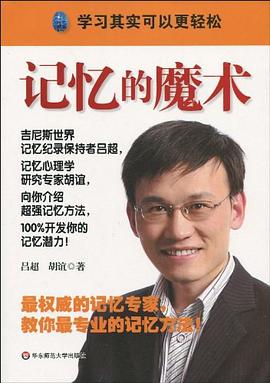 学习其实可以更轻松
记忆的魔术
吉尼斯世界
记忆纪录保持者吕超，
记忆心理学
研究专家胡谊，
向你介绍
超强记忆方法，
100%开发你的
记忆潜力！
吕超 胡谊 著
最权威的记忆专家，
教你最专业的记忆方法！
华东师范大学出版社